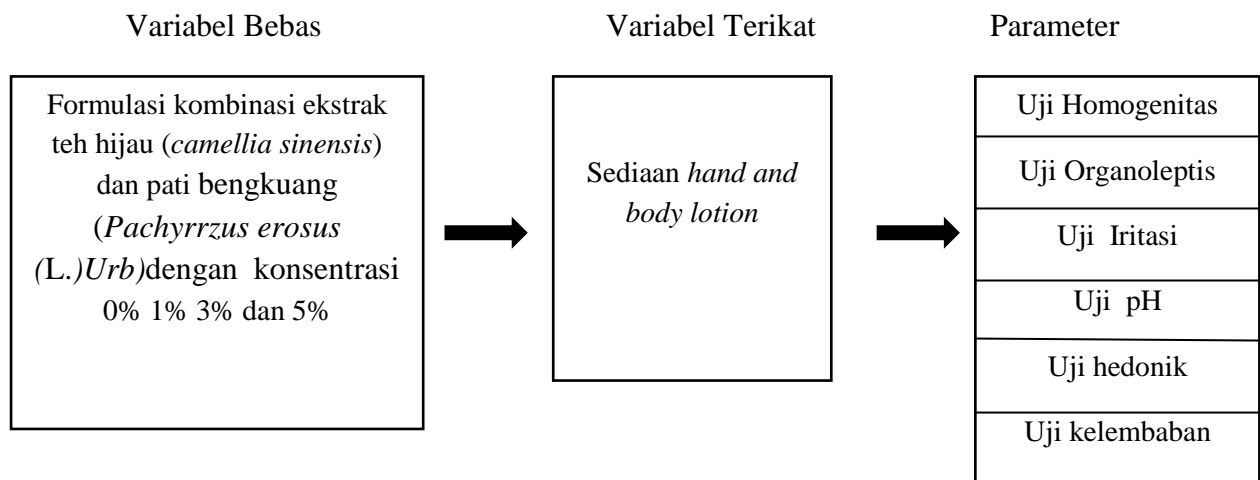 Variabel Bebas
Variabel Terikat
Parameter
Formulasi kombinasi ekstrak
teh hijau (camellia sinensis)
dan pati bengkuang
(Pachyrrzus erosus
(L.)Urb)dengan konsentrasi
0% 1% 3% dan 5%
Sediaan hand and
body lotion
Uji Homogenitas
Uji Organoleptis
Uji Iritasi
Uji pH
Uji hedonik
Uji kelembaban